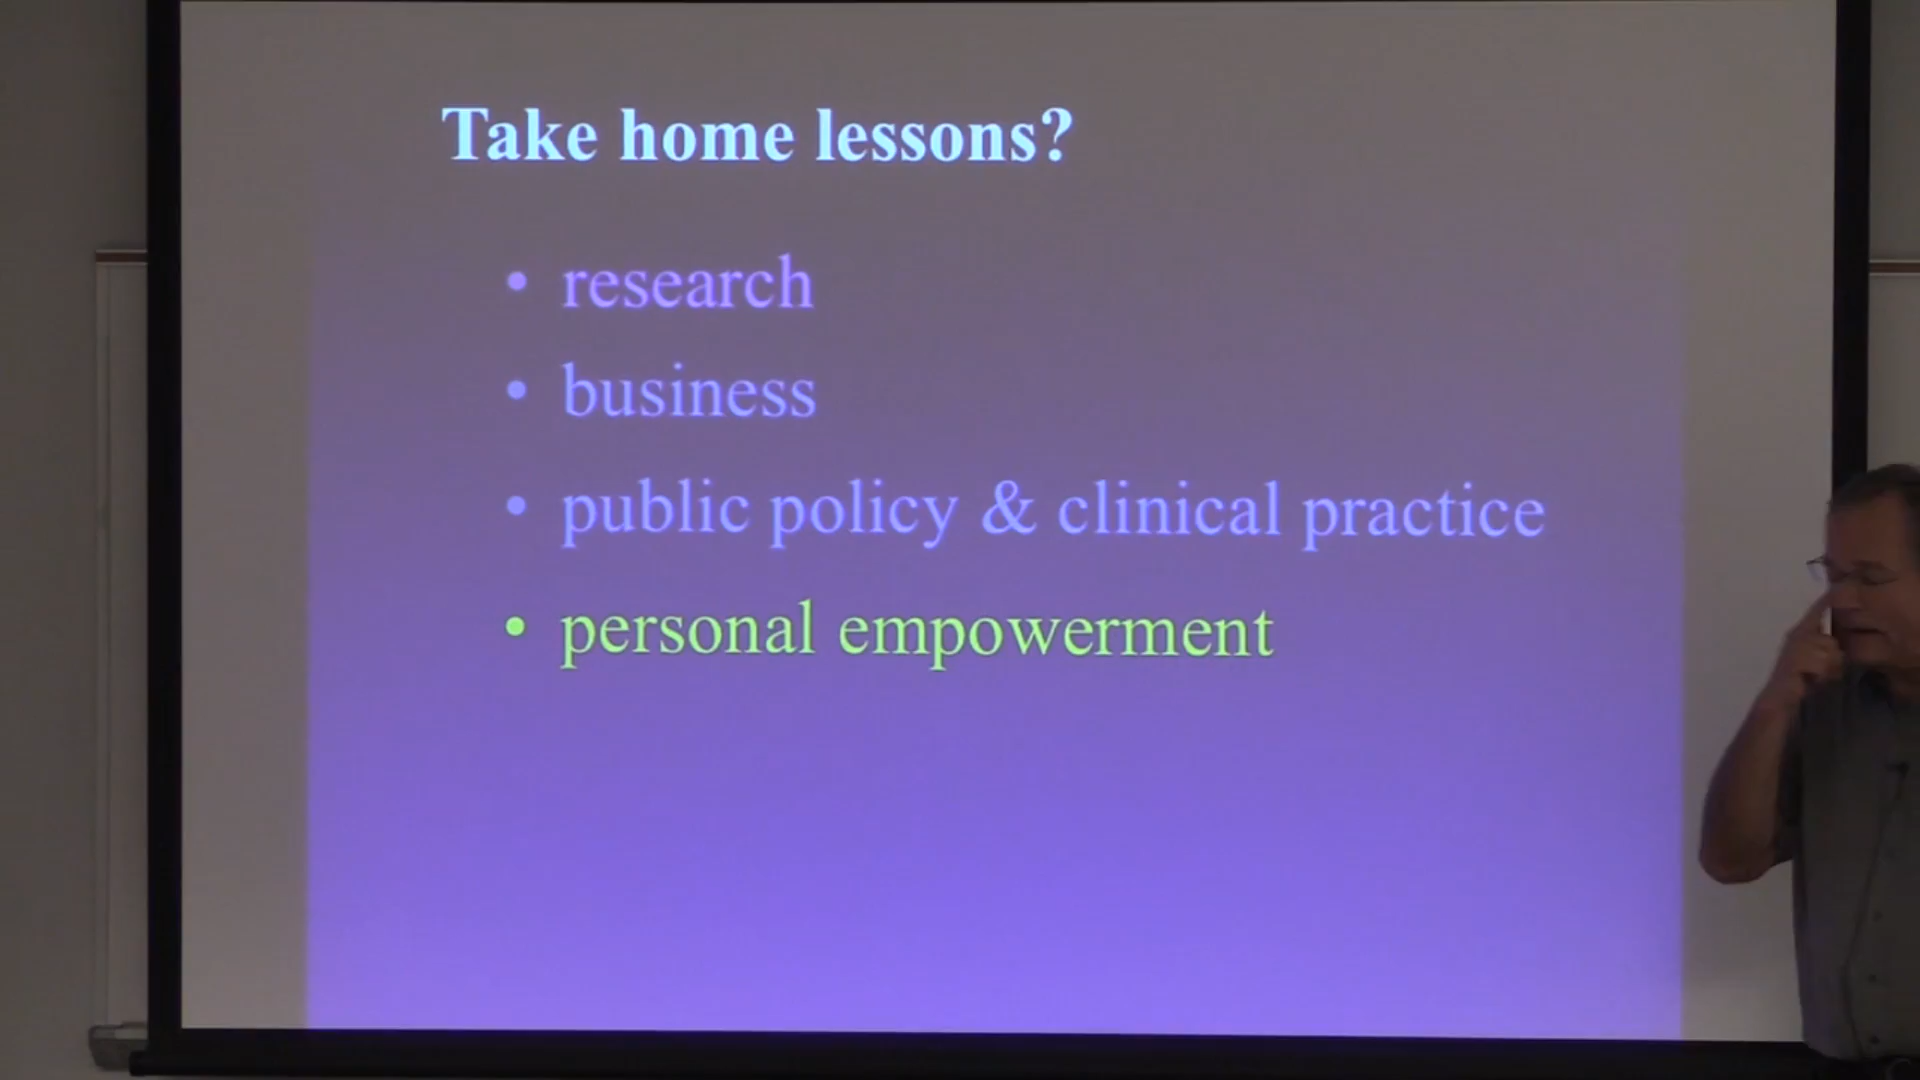 Take home lessons?
• research
• business
• public policy & clinical practice
• personal empowerment